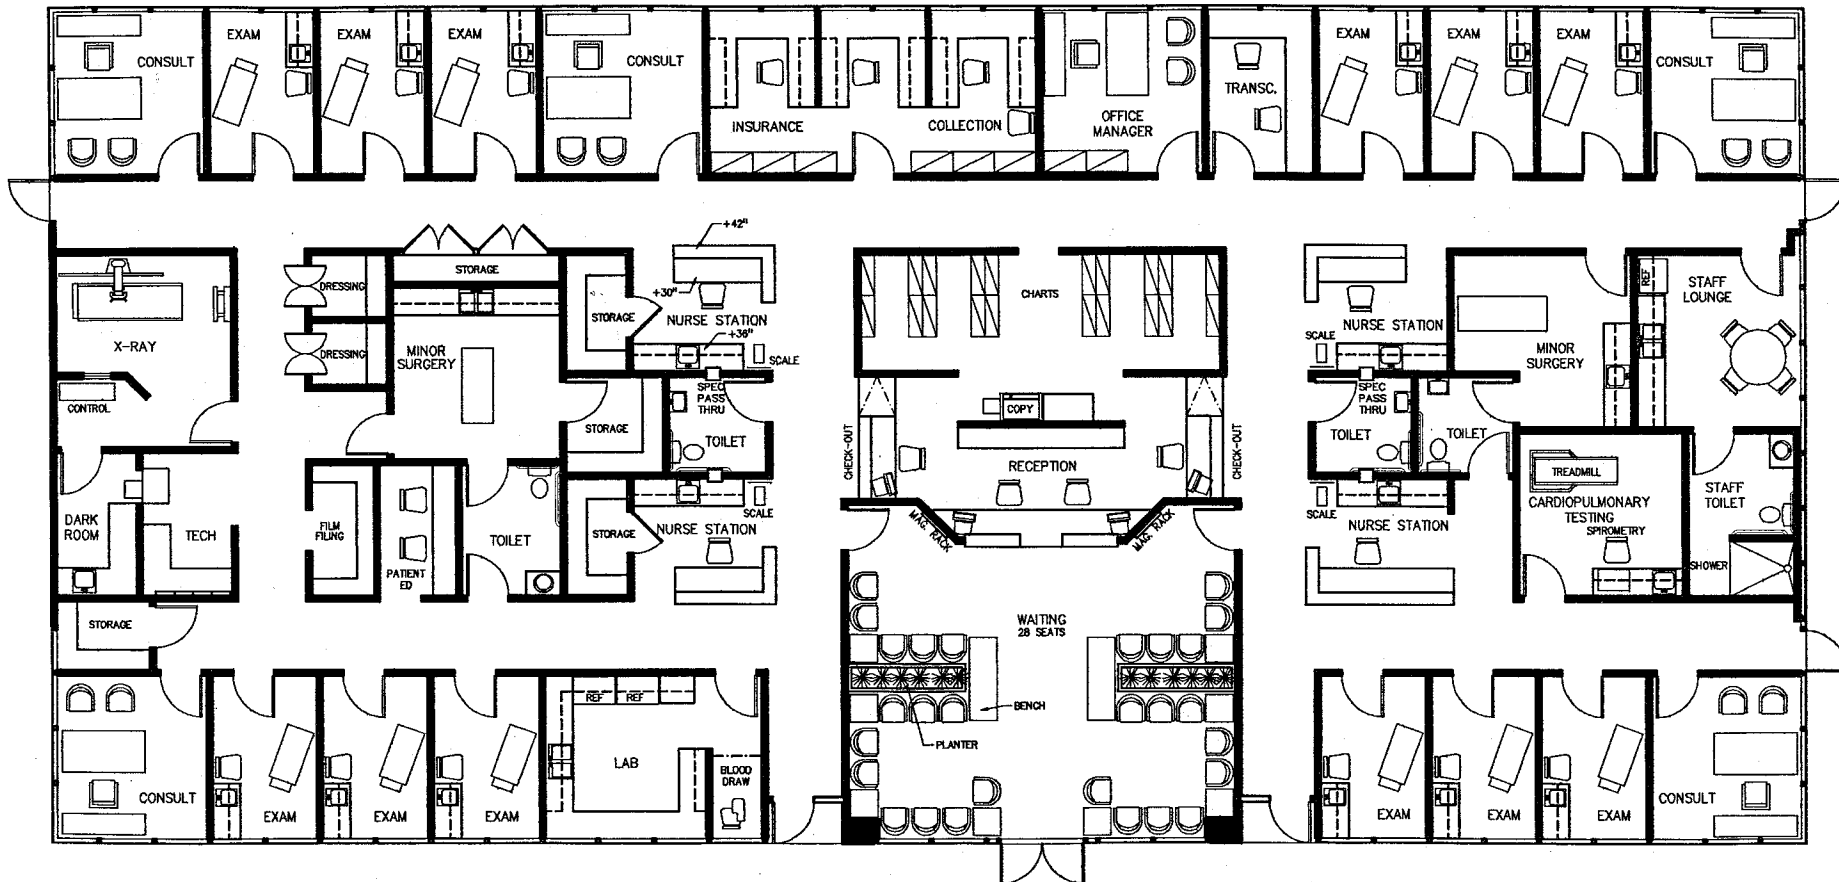 EXAM
EXAM
EXAM
EXAM
EXAM
EXAM
CONSULT
CONSULT
CONSULT
TRANSC.
INSURANCE
COLLECTION
OFFICE
MANAGER
+42"
STORAGE
DRESSING
+30"
STORAGE
NURSE STATION
+36"
CHARTS
NURSE STATION
REF
STAFF
LOUNGE
X-RAY
DRESSING
MINOR
SURGERY
SCALE
SCALE
MINOR
SURGERY
CONTROL
SPEC
PASS
THRU
COPY
SPEC
PASS
THRU
STORAGE
TOILET
CHECK-OUT
RECEPTION
CHECK-OUT
TOILET
TOILET
TREADMILL
CARDIOPULMONARY
TESTING
SPIROMETRY
STAFF
TOILET
DARK
ROOM
TECH
FILM
FILING
PATIENT
ED
TOILET
STORAGE
SCALE
NURSE STATION
MAG. RACK
MAG. RACK
SCALE
NURSE STATION
SHOWER
STORAGE
WAITING
28 SEATS
REF
REF
BENCH
PLANTER
LAB
BLOOD
DRAW
CONSULT
EXAM
EXAM
EXAM
EXAM
EXAM
EXAM
CONSULT